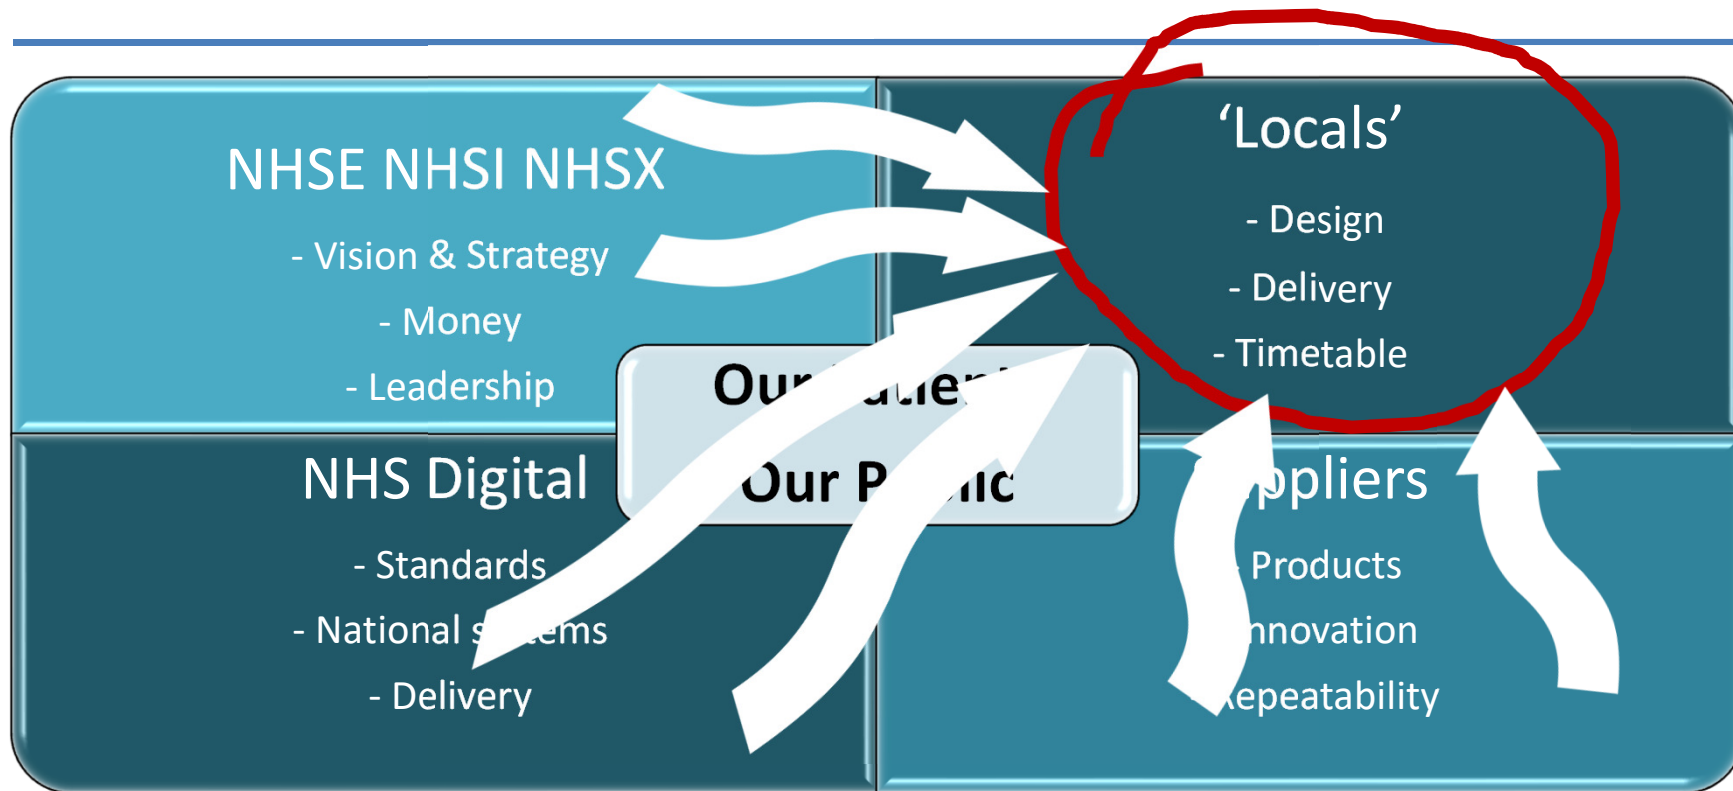 NHSE NHSI NHSX
- Vision & Strategy
- Money
- Leadership
‘Locals’
- Design
- Delivery
- Timetable
Our
Our
NHS Digital
- Standards
- National
- Delivery
Products
Repeatability